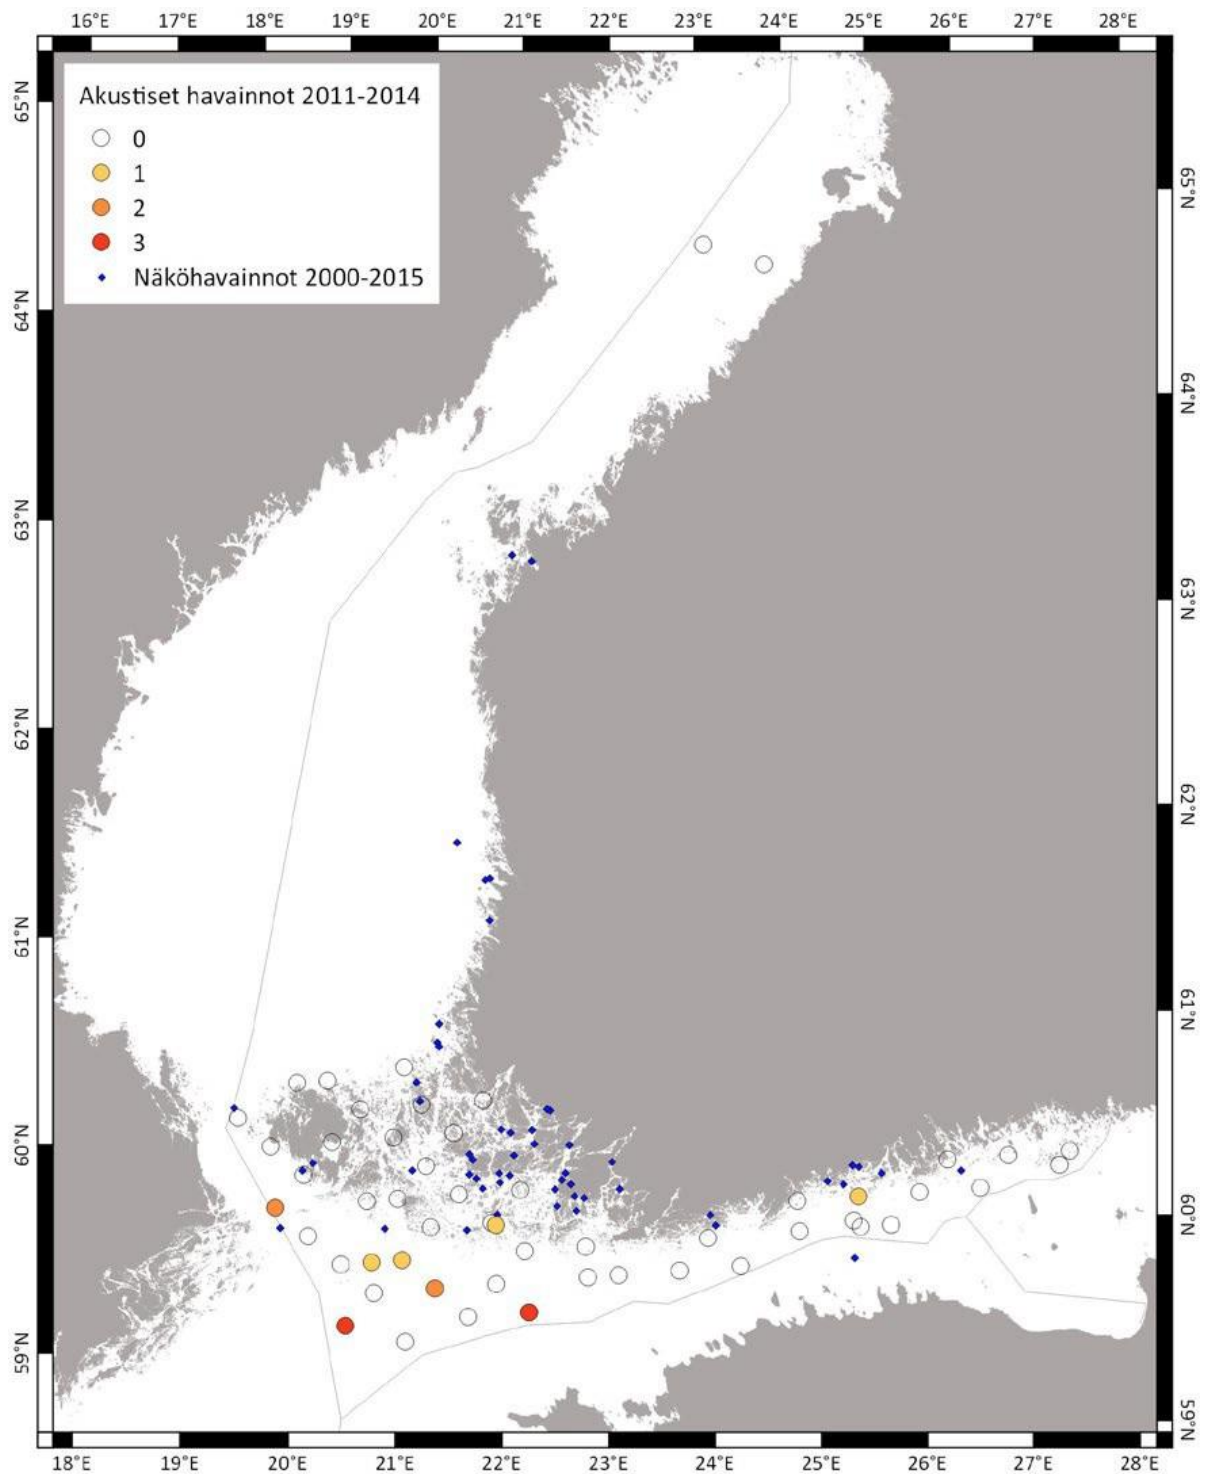 16°E 17°E 18°E 19°E 20°E 21°E 22°E 23°E 24°E 25°E 26°E 27°E 28°E
Akustiset havainnot 2011-2014
0
1
2
3
Näköhavainnot 2000-2015
65°N
64°N
63°N
62°N
61°N
60°N
59°N
65°N
64°N
63°N
62°N
61°N
60°N
59°N
18°E 19°E 20°E 21°E 22°E 23°E 24°E 25°E 26°E 27°E 28°E